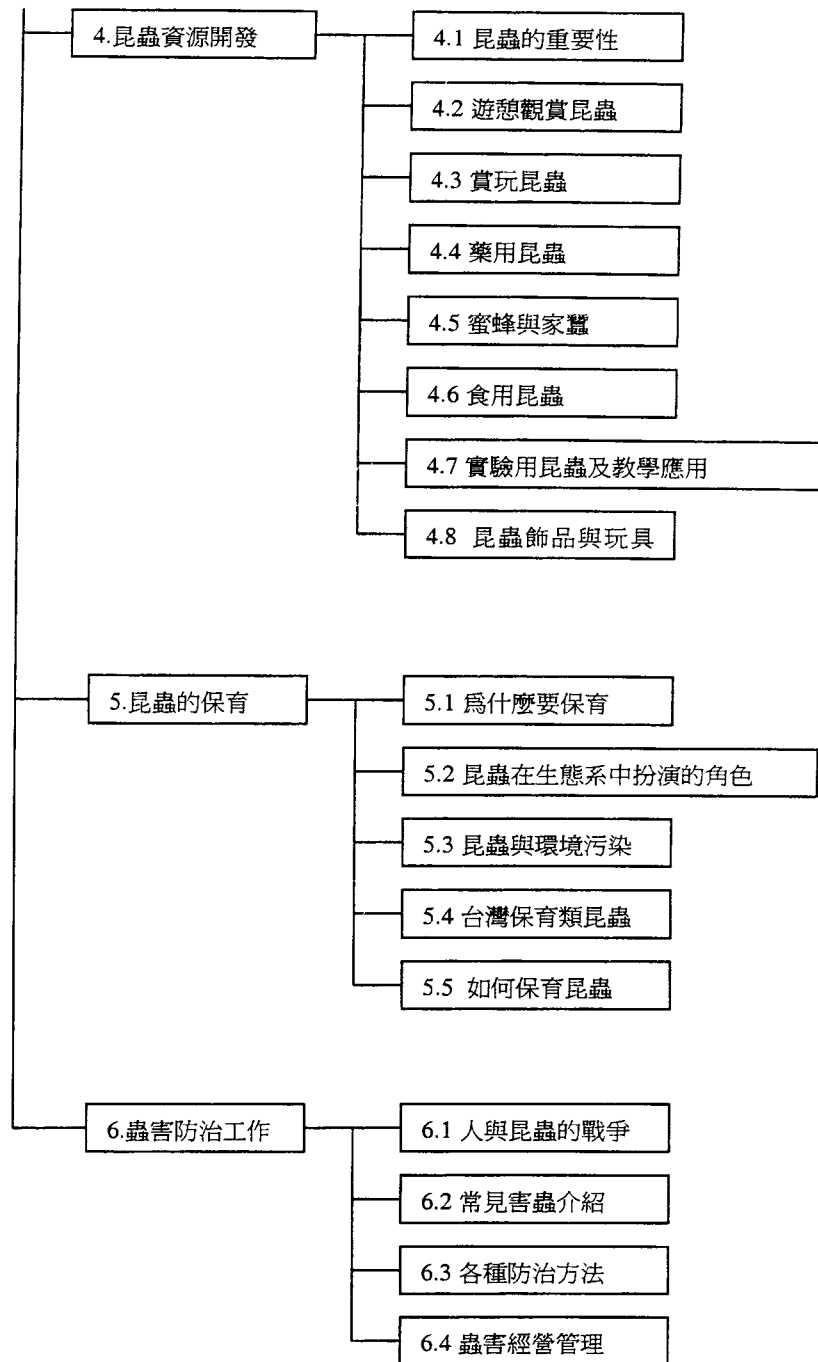 4.昆蟲資源開發
4.1 昆蟲的重要性
4.2 遊憩觀賞昆蟲
4.3 賞玩昆蟲
4.4 藥用昆蟲
4.5 蜜蜂與家蠶
4.6 食用昆蟲
4.7 實驗用昆蟲及教學應用
4.8 昆蟲飾品與玩具
5.昆蟲的保育
5.1 爲什麼要保育
5.2 昆蟲在生態系中扮演的角色
5.3 昆蟲與環境污染
5.4 台灣保育類昆蟲
5.5 如何保育昆蟲
6.蟲害防治工作
6.1 人與昆蟲的戰爭
6.2 常見害蟲介紹
6.3 各種防治方法
6.4 蟲害經營管理